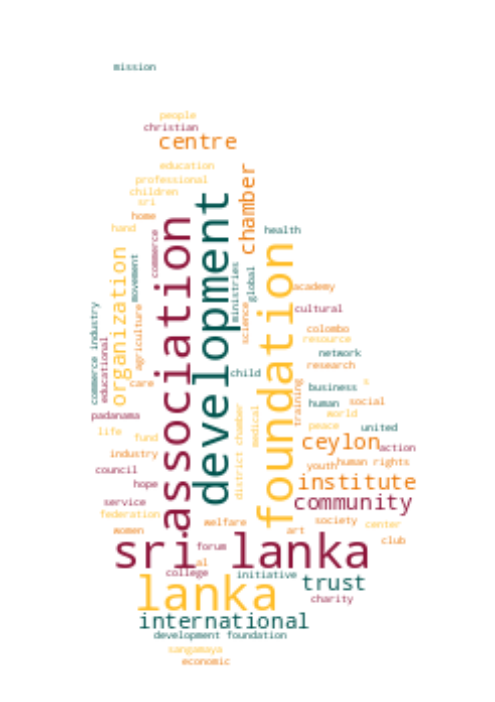 mission
people
christian
centre
education
professional
children
sri
home
hand
commerce
chamber
association
development
foundation
organization
movement
ministries
global
science
health
academy
cultural
agriculture
commerce industry
educational
colombo
resource
network
research
child
care
business
s
training
human
social
world
padanama
district chamber
medical
peace
united
life
fund
ceylon
action
industry
youth
human rights
council
hope
institute
service
community
federation
welfare
society
center
women
art
club
sri lanka
forum
al
college
initiative
trust
lanka
charity
international
development foundation
sangamaya
economic